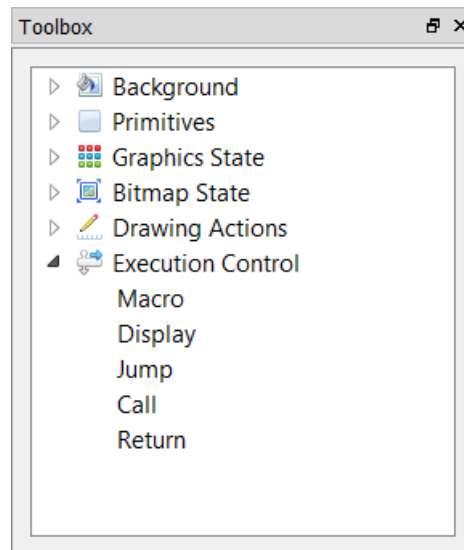 Toolbox
Background
Primitives
Graphics State
Bitmap State
Drawing Actions
Execution Control
Macro
Display
Jump
Call
Return